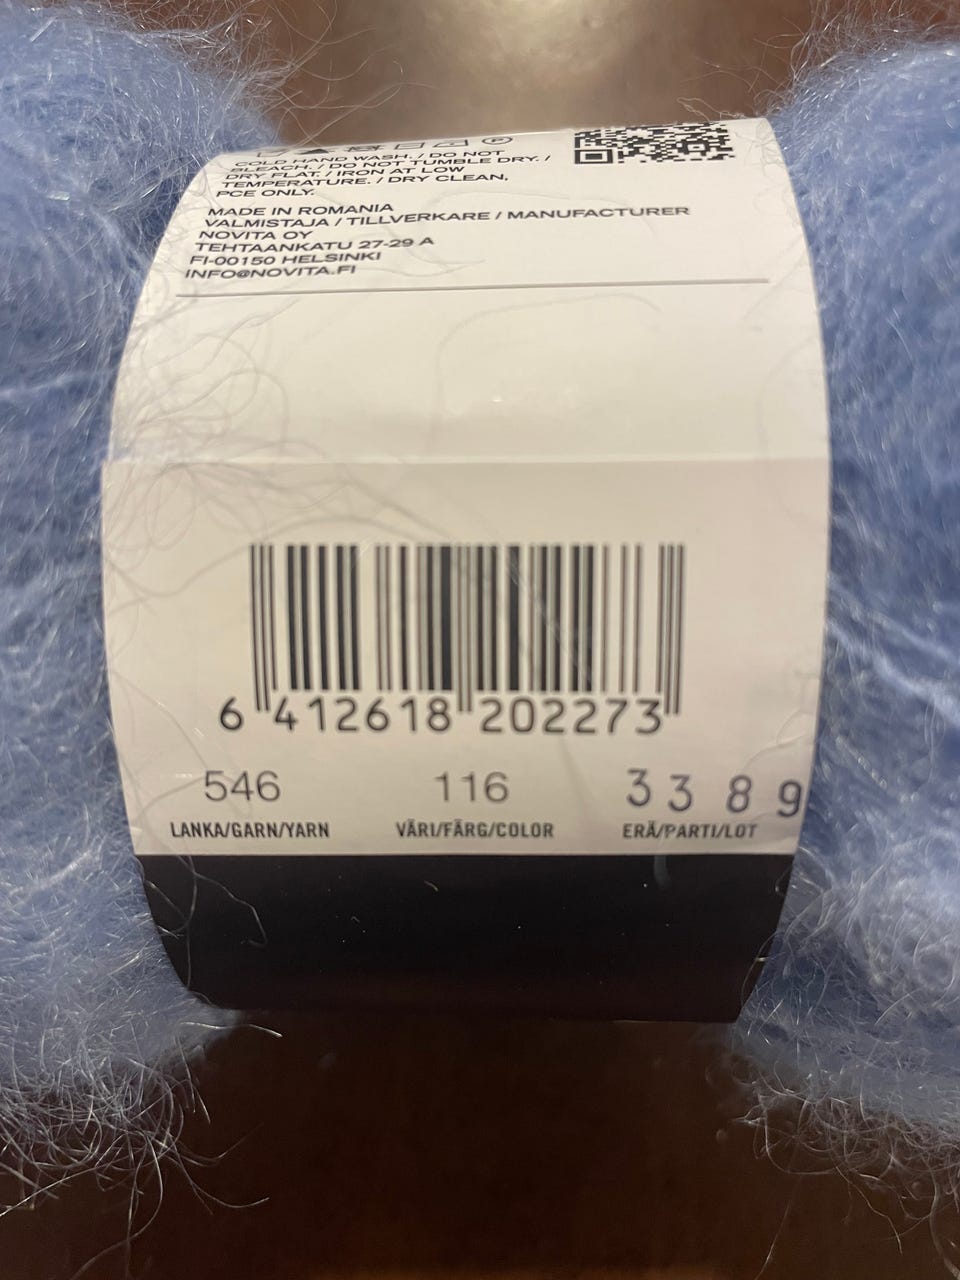 COLD HAND WASH. / DO NOT
BLEACH. / DO NOT TUMBLE DRY. /
DRY FLAT. / IRON AT LOW
TEMPERATURE. / DRY CLEAN,
PCE ONLY.
MADE IN ROMANIA
VALMISTAJA / TILLVERKARE / MANUFACTURER
NOVITA OY
TEHTAANKATU 27-29 A
FI-00150 HELSINKI
INFO@NOVITA.FI
6 412618 202273
546 116 3389
LANKA/GARN/YARN VÄRI/FÄRG/COLOR ERÄ/PARTI/LOT